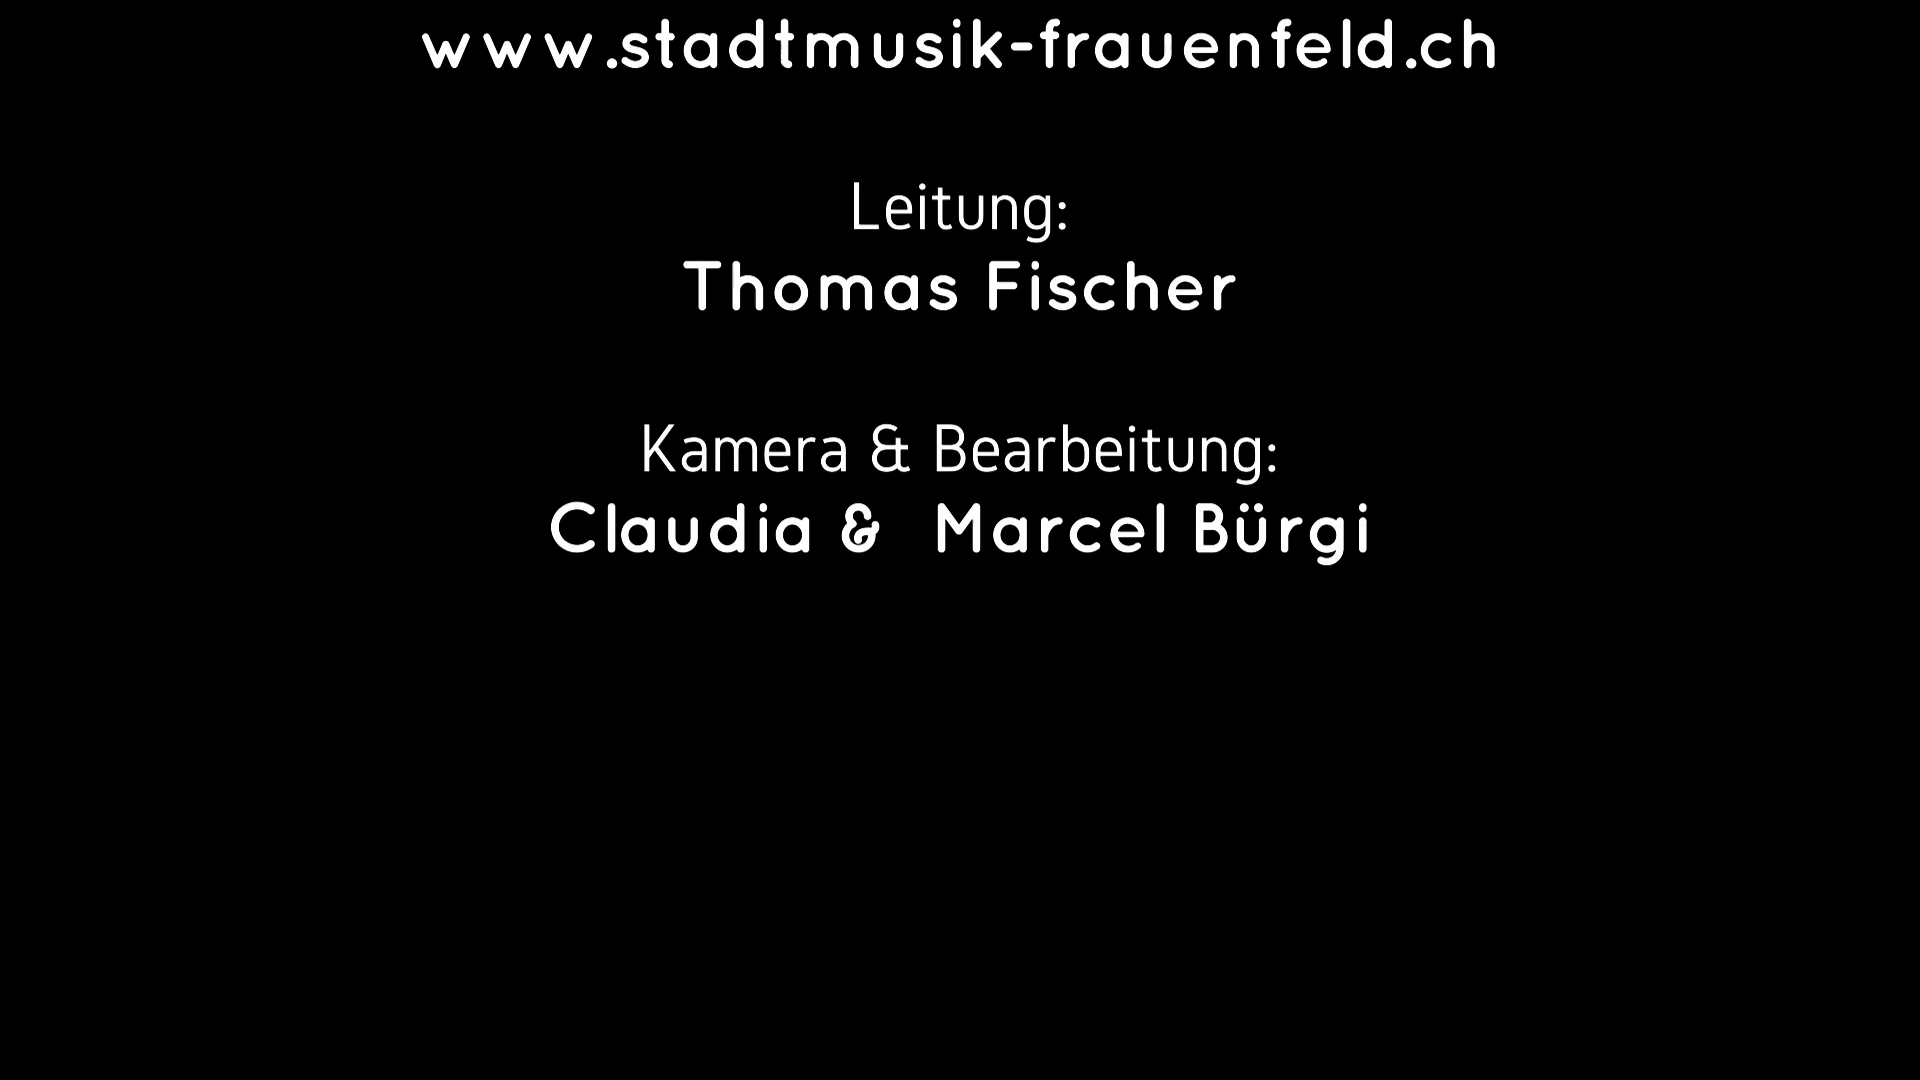 www.stadtmusik-frauenfeld.ch
Leitung:
Thomas Fischer
Kamera & Bearbeitung:
Claudia & Marcel Bürgi